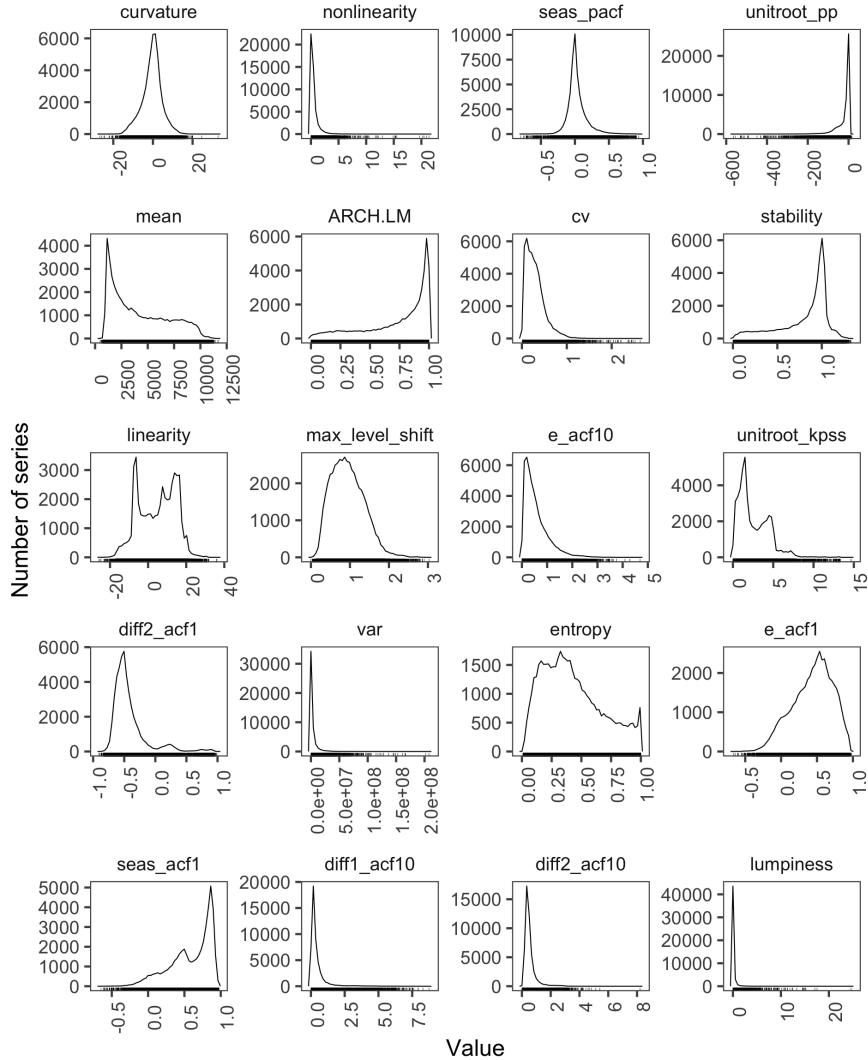 curvature nonlinearity seas_pacf unitroot_pp
6000 20000 10000 20000
4000 15000 7500 10000
2000 10000 5000 0
0 5000 2500
0 0
-20 0 20 0 5 10 15 20 -0.5 0.0 0.5 1.0 -600 -400 -200 0
mean ARCH.LM cv stability
4000 6000 6000 6000
3000 4000 4000 4000
2000 2000 2000 2000
1000 0 0 0
0
0 2500 5000 7500 10000 12500 0.00 0.25 0.50 0.75 1.00 0 1 2 0.0 0.5 1.0
Number of series
linearity max_level_shift e_acf10 unitroot_kpss
3000 2000 6000 4000
2000 1000 4000 2000
1000 0 2000 0
0 0
-20 0 20 40 0 1 2 3 0 1 2 3 4 5 0 5 10 15
diff2_acf1 var entropy e_acf1
6000 30000 1500 2000
4000 20000 1000 1000
2000 10000 500 0
0 0 0
-1.0 -0.5 0.0 0.5 1.0 0.0e+00 5.0e+07 1.0e+08 1.5e+08 2.0e+08 0.00 0.25 0.50 0.75 1.00 -0.5 0.0 0.5 1.0
seas_acf1 diff1_acf10 diff2_acf10 lumpiness
5000 20000 15000 40000
4000 15000 10000 30000
3000 10000 5000 20000
2000 5000 0 10000
1000 0 0
0
-0.5 0.0 0.5 1.0 0.0 2.5 5.0 7.5 0 2 4 6 8 0 10 20
Value